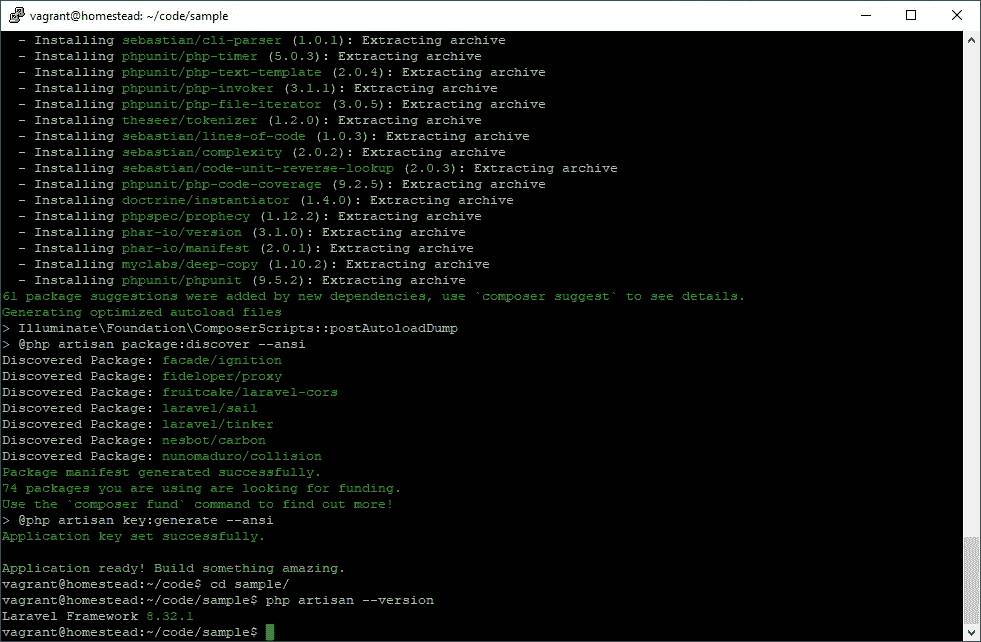 vagrant@homestead: ~/code/sample
- Installing sebastian/cli-parser (1.0.1): Extracting archive
- Installing phpunit/php-timer (5.0.3): Extracting archive
- Installing phpunit/php-text-template (2.0.4): Extracting archive
- Installing phpunit/php-invoker (3.1.1): Extracting archive
- Installing phpunit/php-file-iterator (3.0.5): Extracting archive
- Installing theseer/tokenizer (1.2.0): Extracting archive
- Installing sebastian/lines-of-code (1.0.3): Extracting archive
- Installing sebastian/complexity (2.0.2): Extracting archive
- Installing sebastian/code-unit-reverse-lookup (2.0.3): Extracting archive
- Installing phpunit/php-code-coverage (9.2.5): Extracting archive
- Installing doctrine/instantiator (1.4.0): Extracting archive
- Installing phpspec/prophecy (1.12.2): Extracting archive
- Installing phar-io/version (3.1.0): Extracting archive
- Installing phar-io/manifest (2.0.1): Extracting archive
- Installing myclabs/deep-copy (1.10.2): Extracting archive
- Installing phpunit/phpunit (9.5.2): Extracting archive
61 package suggestions were added by new dependencies, use `composer suggest` to see details.
Generating optimized autoload files
> Illuminate\Foundation\ComposerScripts::postAutoloadDump
> @php artisan package:discover --ansi
Discovered Package: facade/ignition
Discovered Package: fideloper/proxy
Discovered Package: fruitcake/laravel-cors
Discovered Package: laravel/sail
Discovered Package: laravel/tinker
Discovered Package: nesbot/carbon
Discovered Package: nunomaduro/collision
Package manifest generated successfully.
74 packages you are using are looking for funding.
Use the `composer fund` command to find out more!
> @php artisan key:generate --ansi
Application key set successfully.
Application ready! Build something amazing.
vagrant@homestead:~/code$ cd sample/
vagrant@homestead:~/code/sample$ php artisan --version
Laravel Framework 8.32.1
vagrant@homestead:~/code/sample$